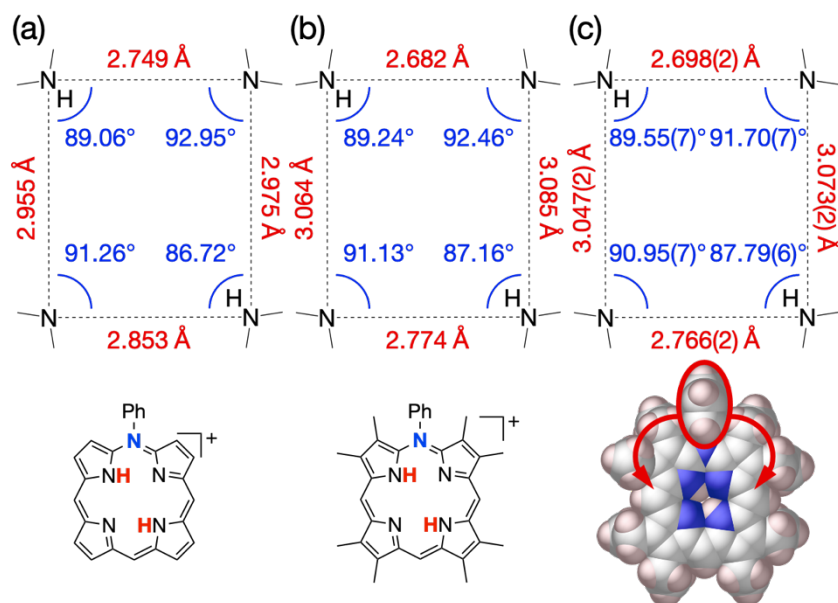 (a) (b) (c)
2.749 Å 2.682 Å 2.698(2) Å
N N N N N N
H H H
89.06° 92.95° 89.24° 92.46° 89.55(7)° 91.70(7)°
2.955 Å 2.975 Å 3.064 Å 3.085 Å 3.047(2) Å 3.073(2) Å
91.26° 86.72° 91.13° 87.16° 90.95(7)° 87.79(6)°
H H H
N N N N N N
2.853 Å 2.774 Å 2.766(2) Å
Ph Ph
N + N +
NH N NH N
N HN N HN